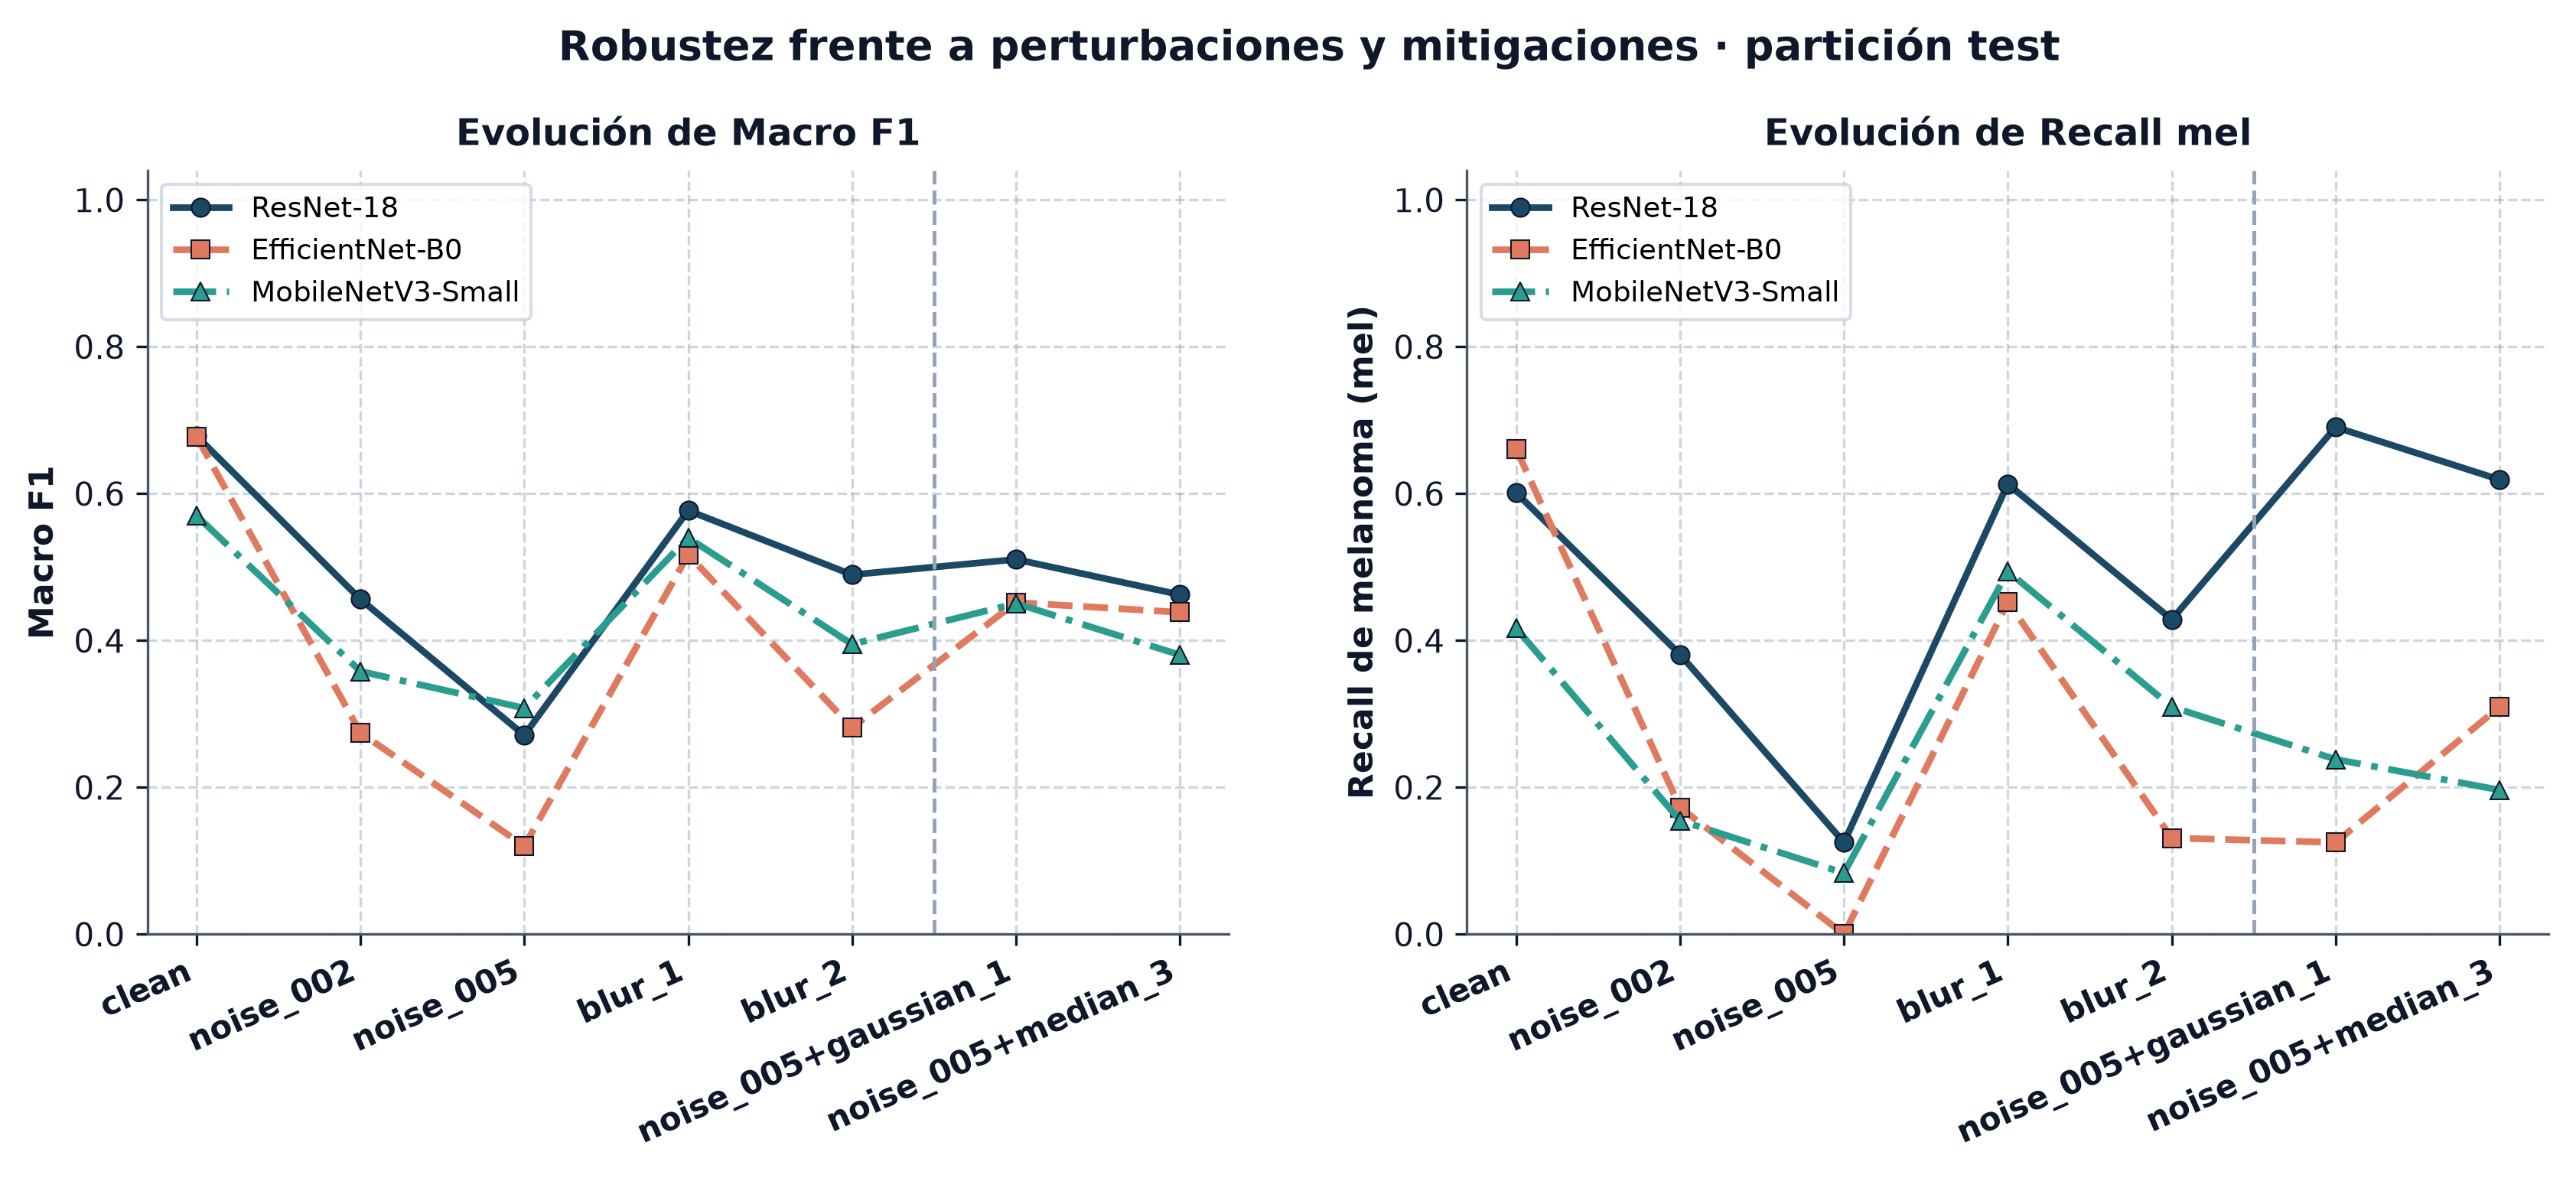 Robustez frente a perturbaciones y mitigaciones · partición test
Evolución de Macro F1
Macro F1
1.0
0.8
0.6
0.4
0.2
0.0
ResNet-18
EfficientNet-B0
MobileNetV3-Small
clean
noise_002
noise_005
blur_1
blur_2
noise_005+gaussian_1
noise_005+median_3
Evolución de Recall mel
Recall de melanoma (mel)
1.0
0.8
0.6
0.4
0.2
0.0
ResNet-18
EfficientNet-B0
MobileNetV3-Small
clean
noise_002
noise_005
blur_1
blur_2
noise_005+gaussian_1
noise_005+median_3